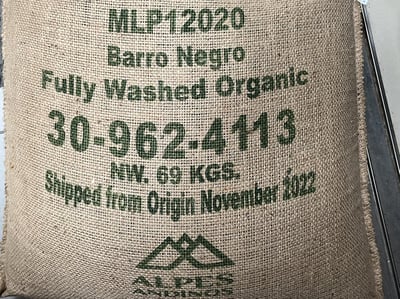 MLP12020
Barro Negro
Fully Washed Organic
30-962-4113
NW. 69 KGS.
Shipped from Origin November 2022
ALPES
ANDINOS